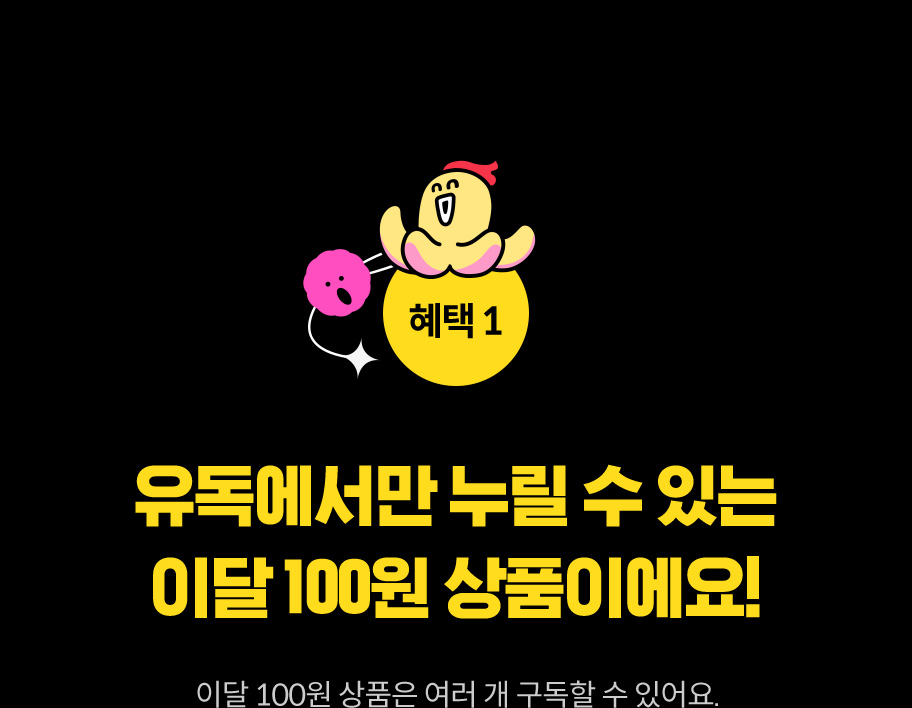 혜택 1
유독에서만 누릴 수 있는
이달 100원 상품이에요!
이달 100원 상품은 여러 개 구독할 수 있어요.